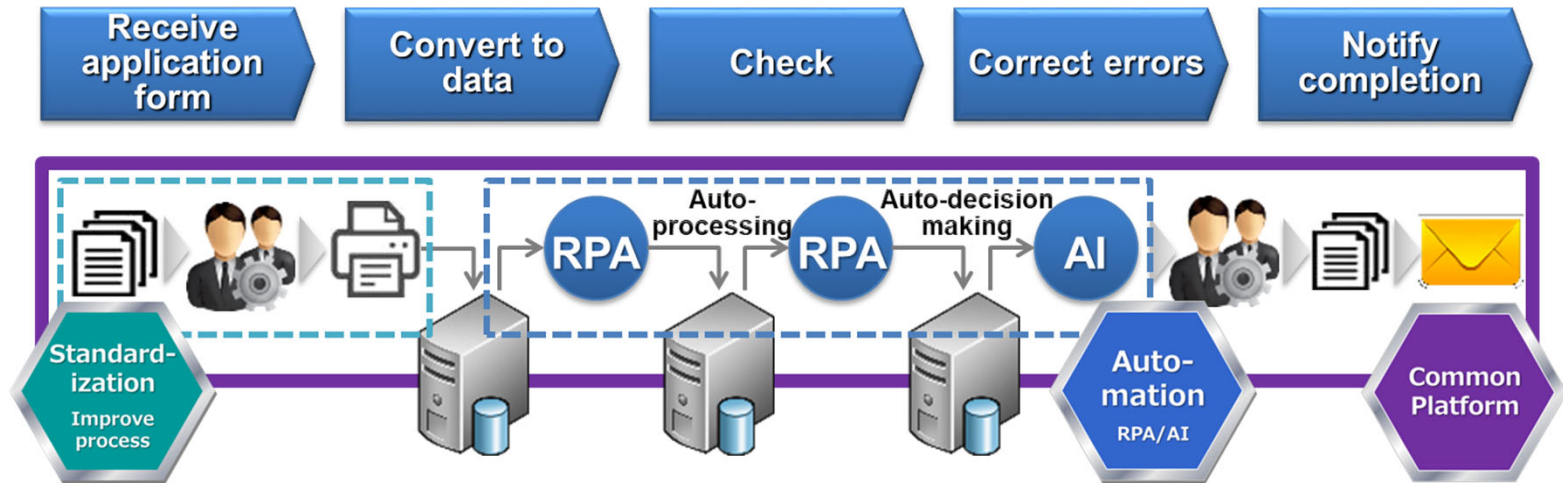 Receive
application
form
Convert to
data
Check
Correct errors
Notify
completion
Auto-
processing
Auto-decision
making
RPA
RPA
AI
Standard-
ization
Improve
process
Auto-
mation
RPA/AI
Common
Platform